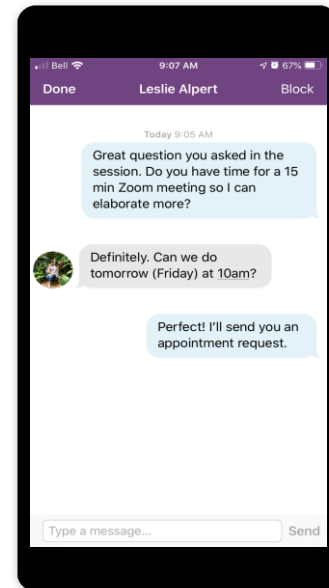 Bell 9:07 AM 67%
Done Leslie Alpert Block
Today 9:05 AM
Great question you asked in the
session. Do you have time for a 15
min Zoom meeting so I can
elaborate more?
Definitely. Can we do
tomorrow (Friday) at 10am?
Perfect! I'll send you an
appointment request.
Type a message... Send